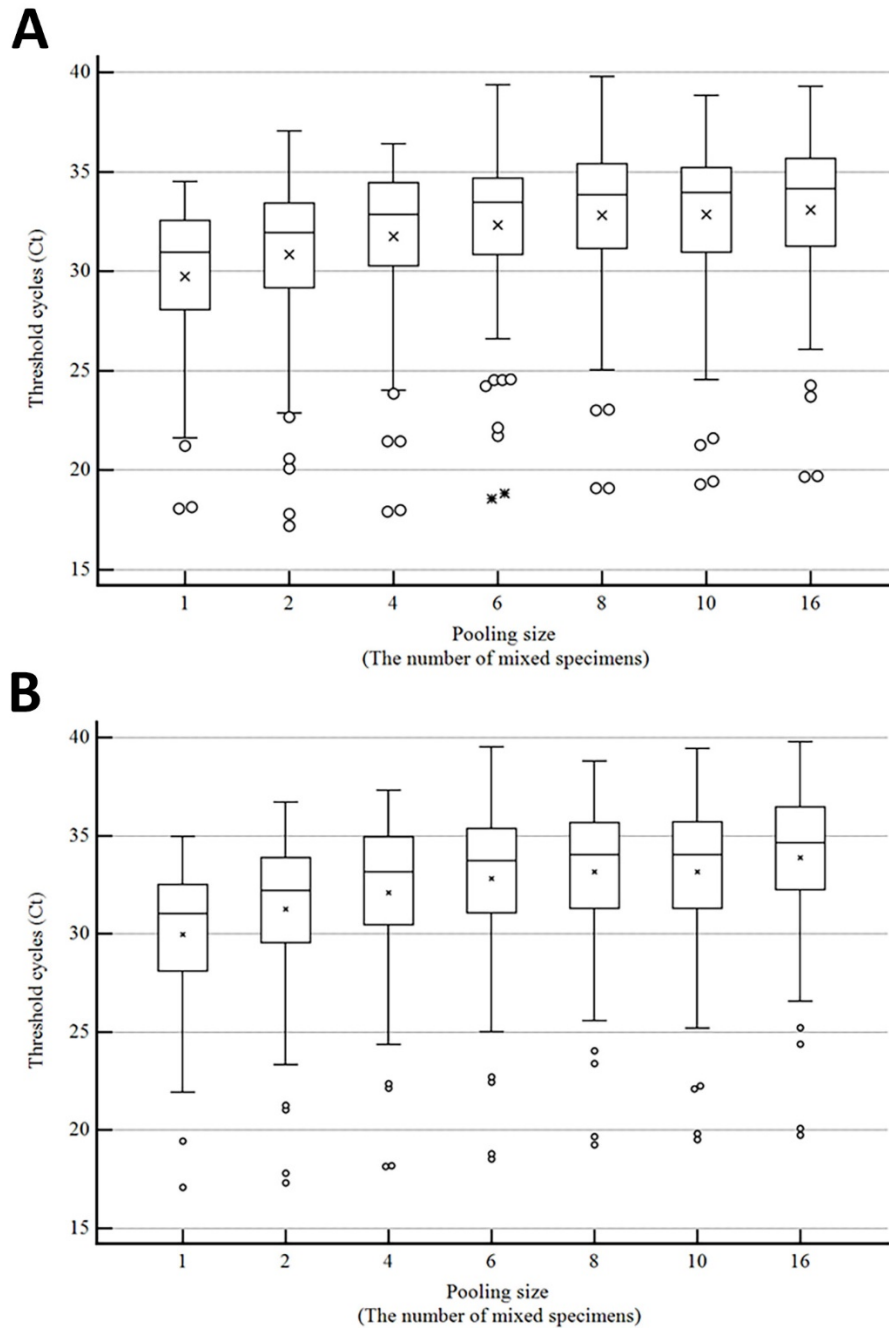 A
40
35
30
25
20
15
Threshold cycles (Ct)
1 2 4 6 8 10 16
Pooling size
(The number of mixed specimens)
B
40
35
30
25
20
15
Threshold cycles (Ct)
1 2 4 6 8 10 16
Pooling size
(The number of mixed specimens)